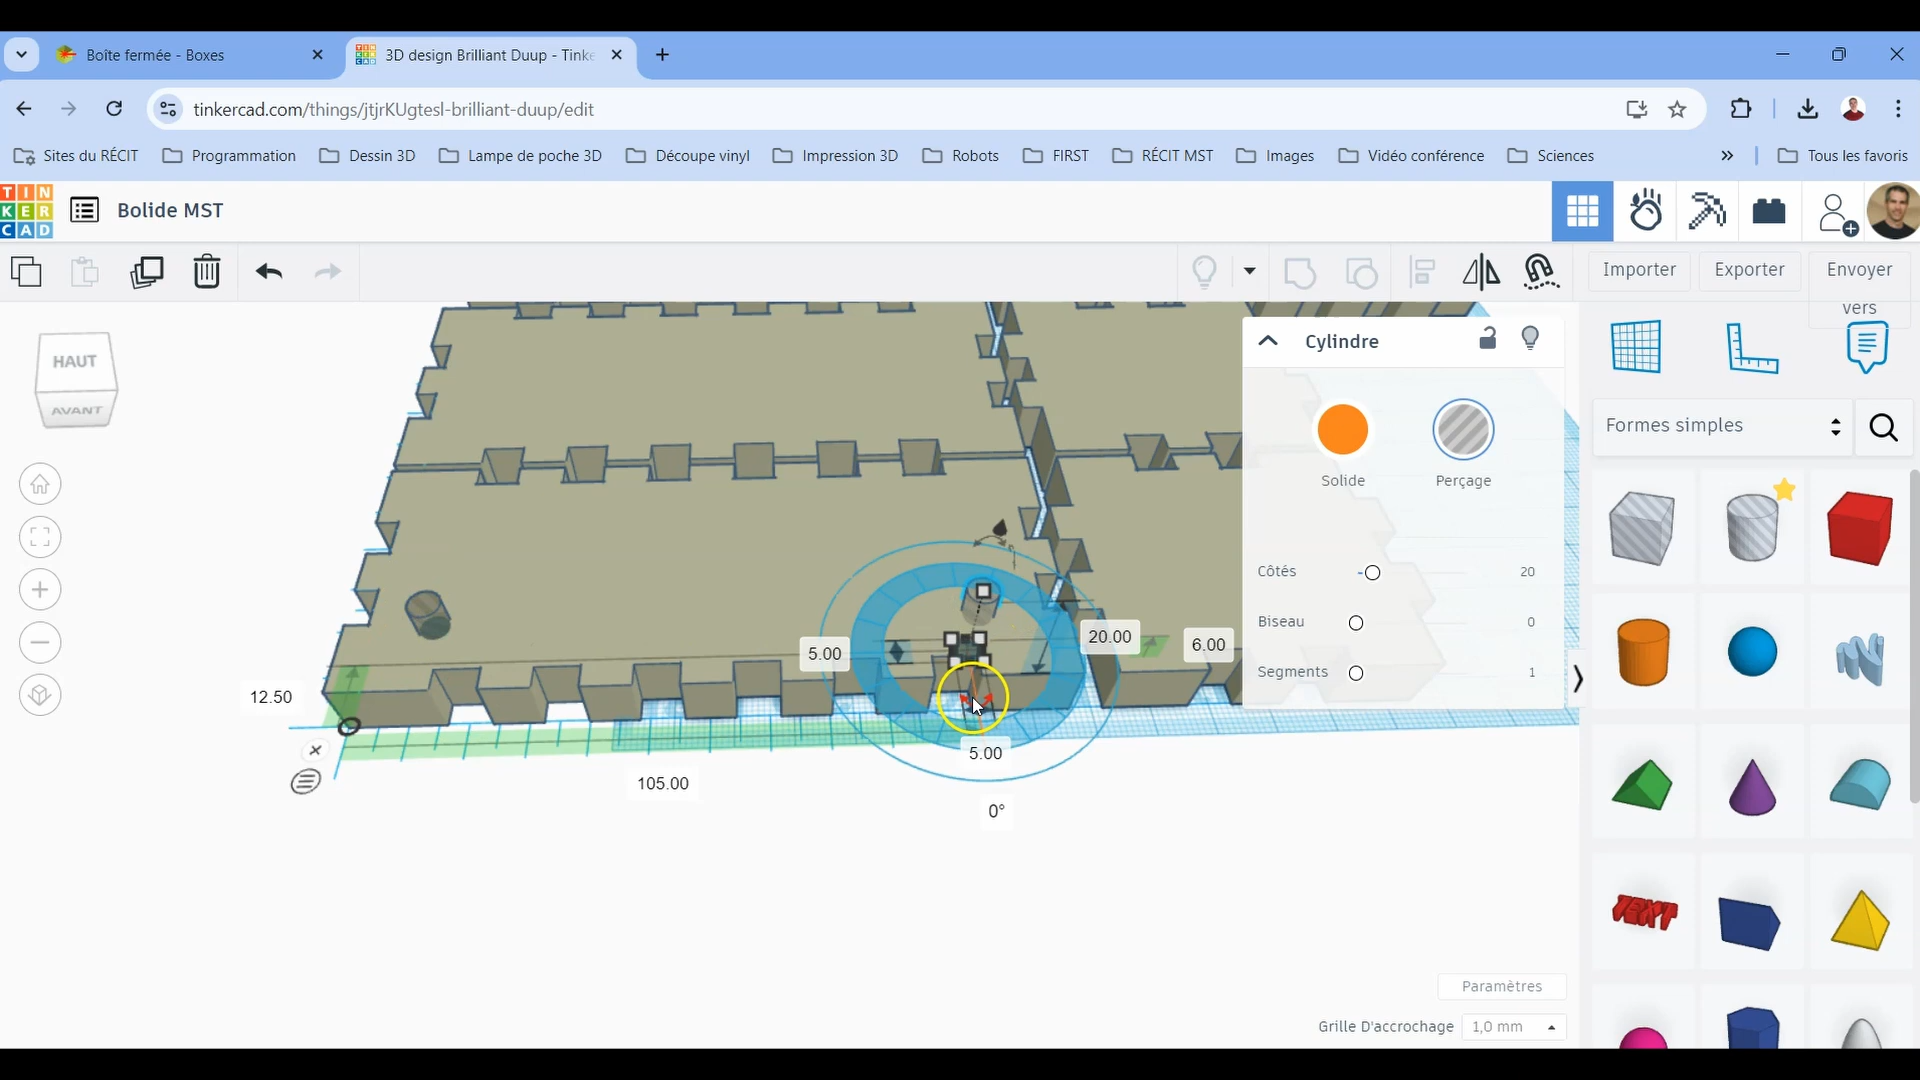 Boîte fermée - Boxes
3D design Brilliant Duup - Tinke
tinkercad.com/things/jtjrKUgtesl-brilliant-duup/edit
Sites du RÉCIT
Programmation
Dessin 3D
Lampe de poche 3D
Découpe vinyl
Impression 3D
Robots
FIRST
RÉCIT MST
Images
Vidéo conférence
Sciences
Tous les favoris
TIN
KER
CAD
Bolide MST
Importer
Exporter
Envoyer
vers
HAUT
AVANT
Cylindre
Solide
Perçage
Côtés
20
Biseau
0
Segments
1
Formes simples
TEXT
5.00
20.00
6.00
12.50
5.00
105.00
0°
Paramètres
Grille D'accrochage
1,0 mm